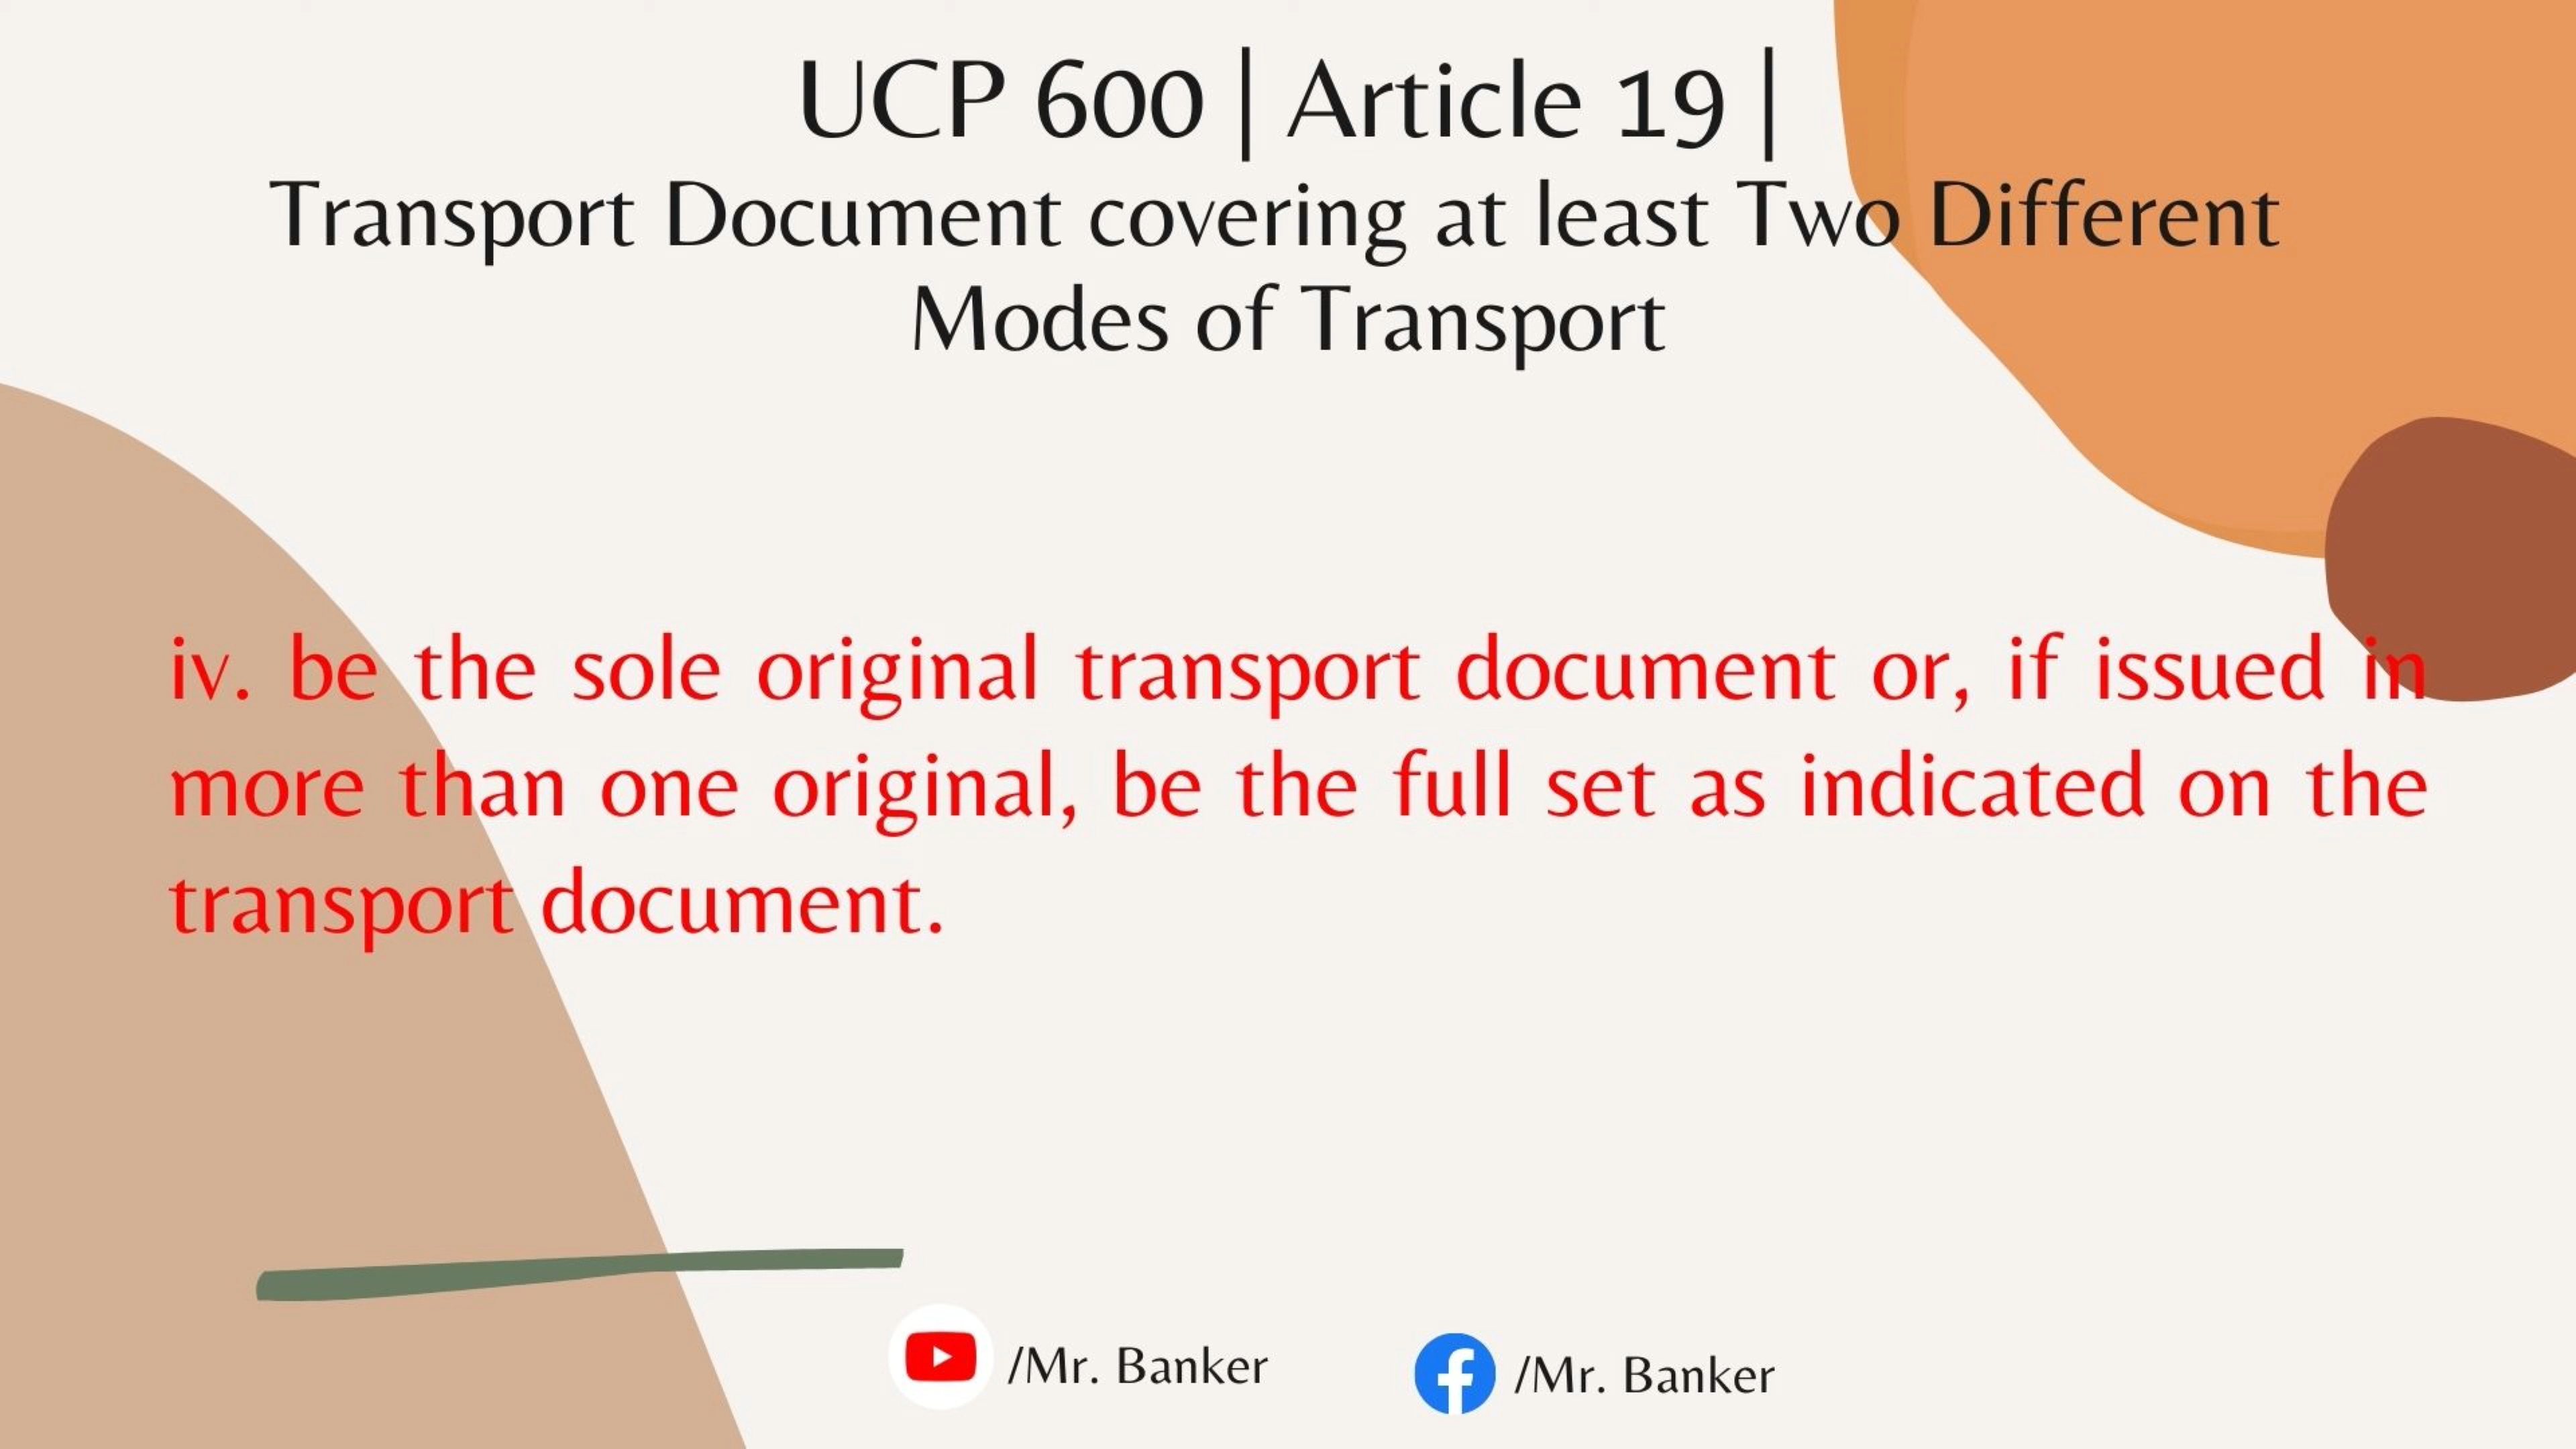 UCP 600 | Article 19 |
Transport Document covering at least Two Different
Modes of Transport
iv. be the sole original transport document or, if issued in
more than one original, be the full set as indicated on the
transport document.
/Mr. Banker
/Mr. Banker